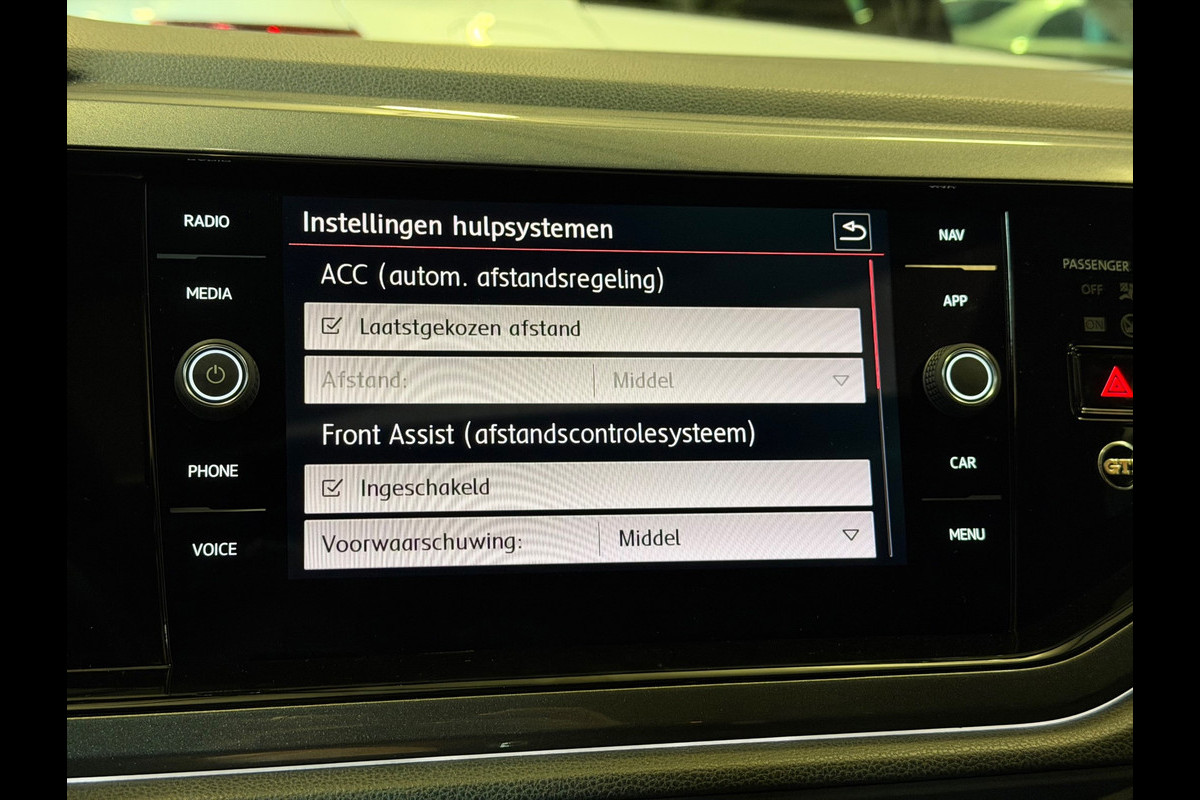 RADIO
MEDIA
PHONE
VOICE
Instellingen hulpsystemen
ACC (autom. afstandsregeling)
Laatstgekozen afstand
Afstand: Middel
Front Assist (afstandscontrolesysteem)
Ingeschakeld
Voorwaarschuwing: Middel
NAV
APP
CAR
MENU
PASSENGER
OFF
ON
GT